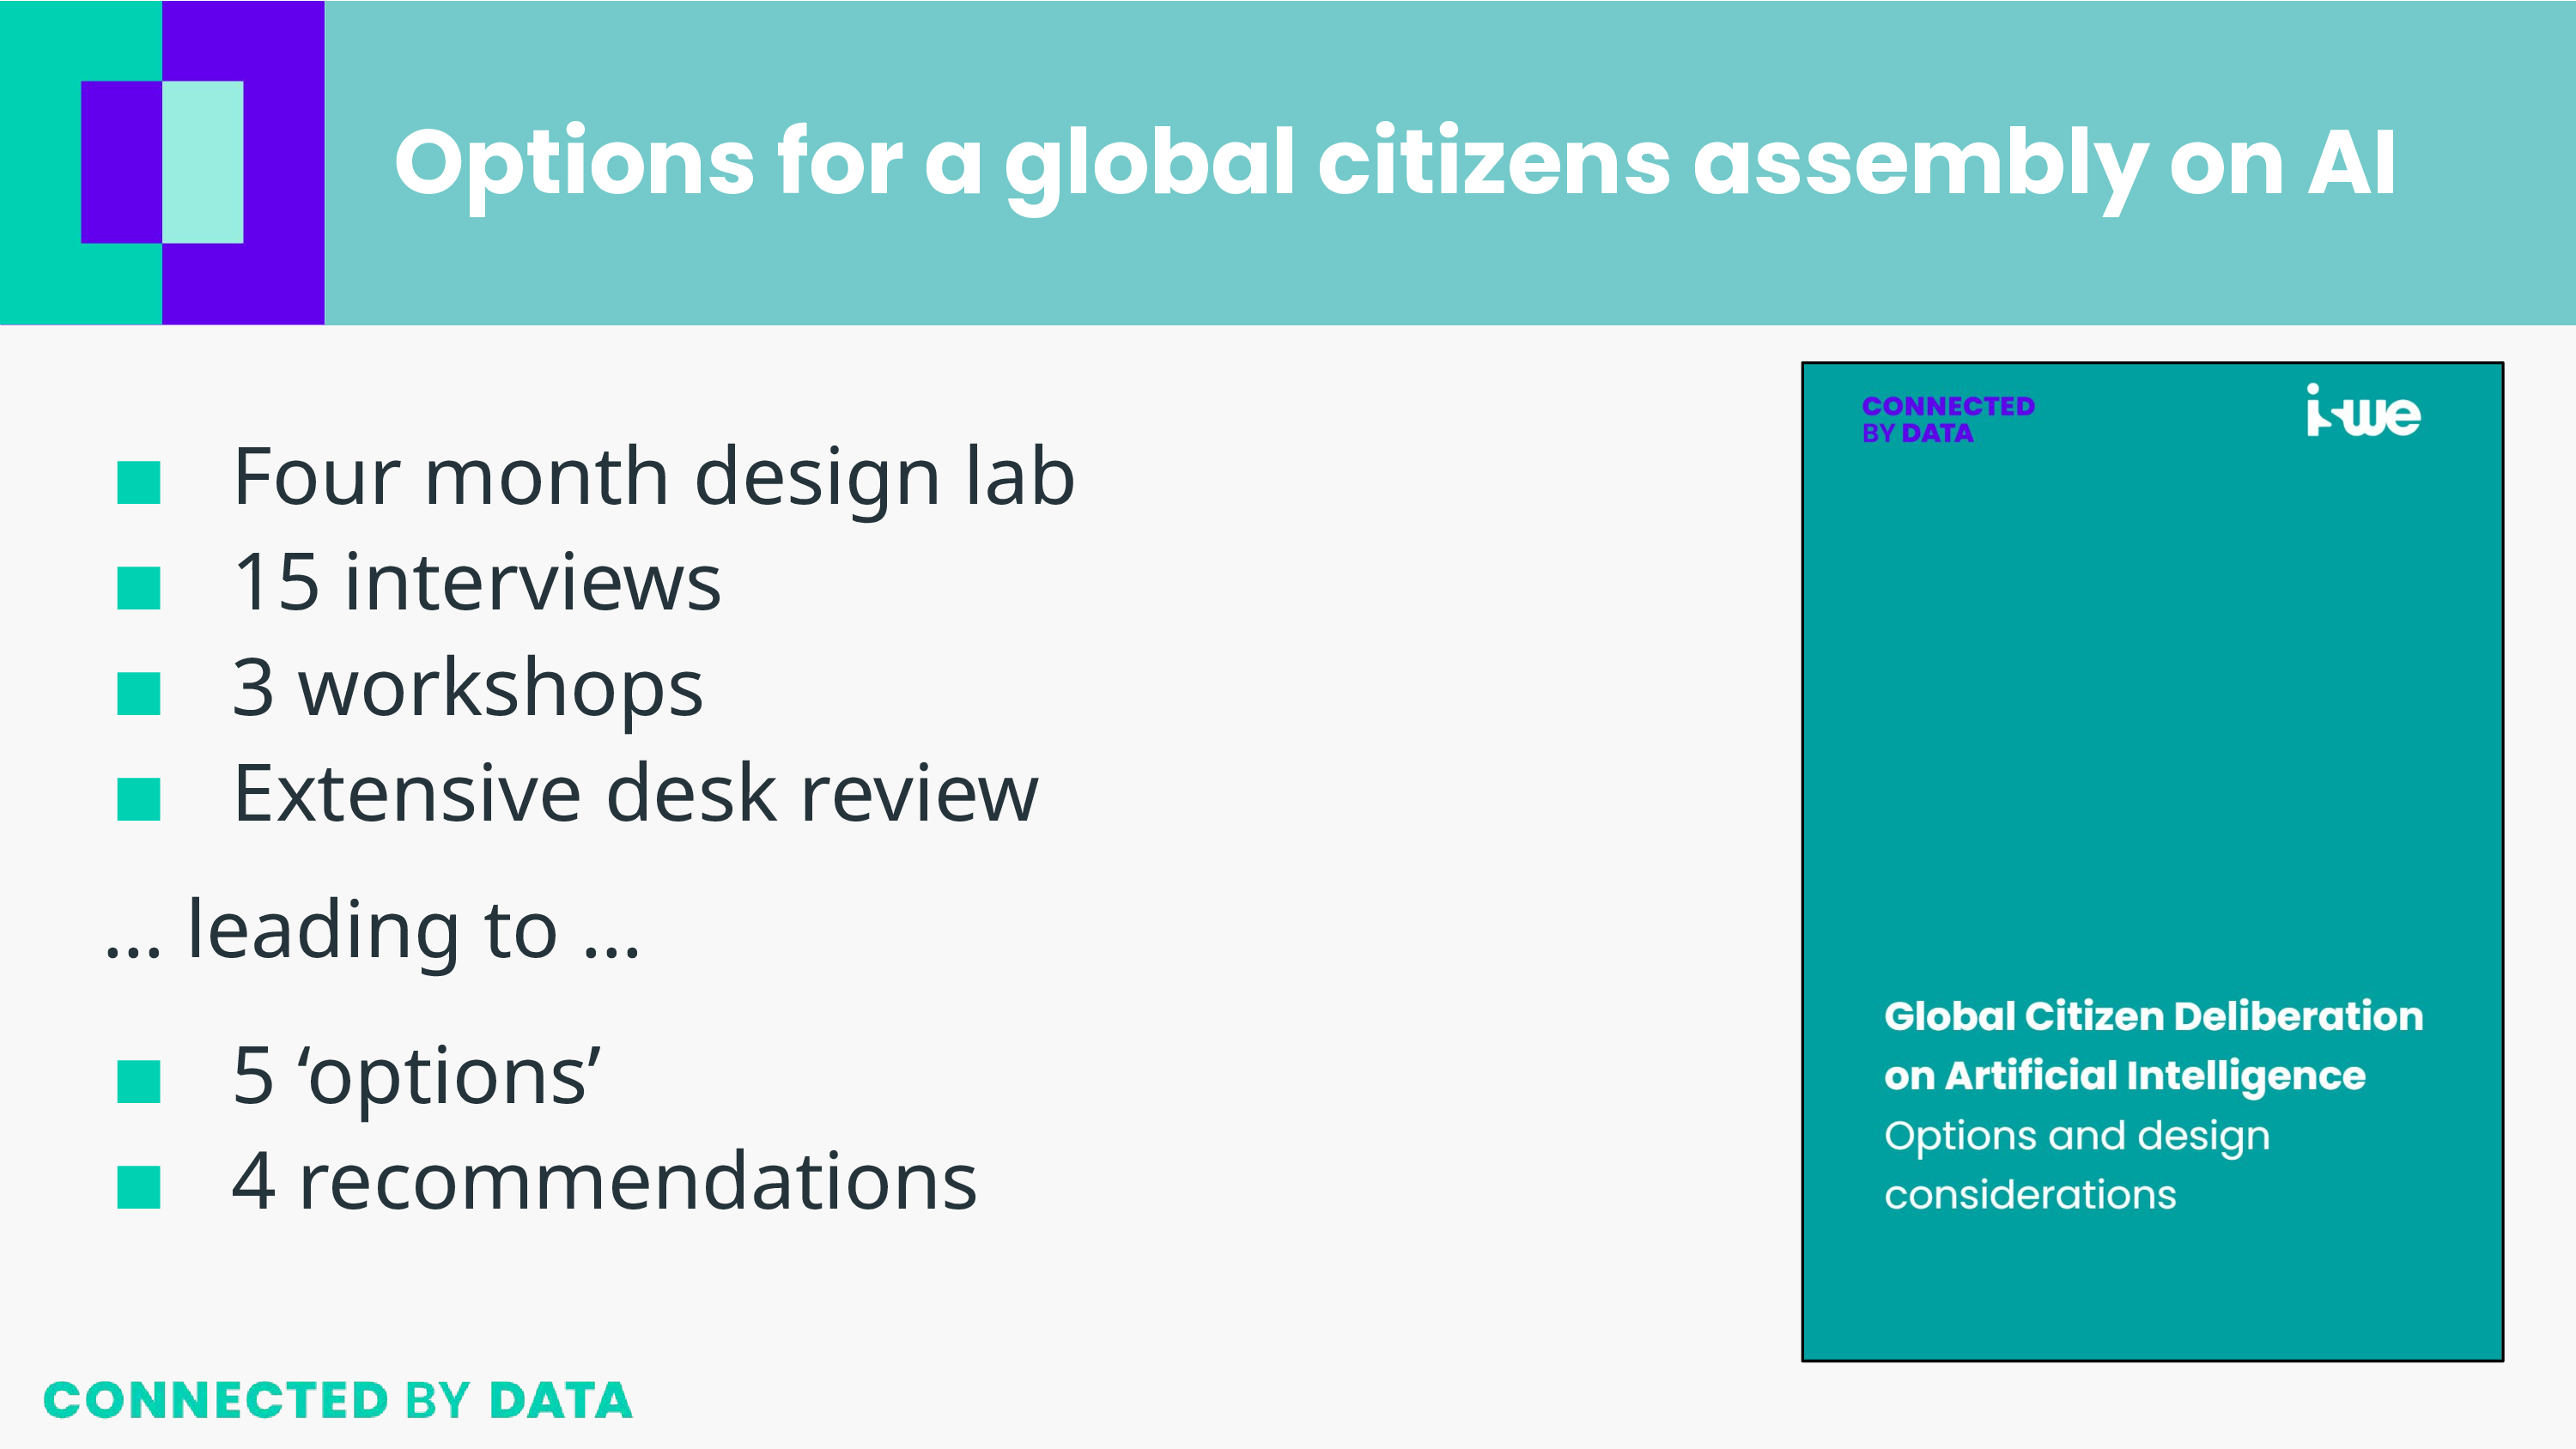 Options for a global citizens assembly on AI
Four month design lab
15 interviews
3 workshops
Extensive desk review
… leading to …
5 ‘options’
4 recommendations
CONNECTED
BY DATA
iswe
Global Citizen Deliberation
on Artificial Intelligence
Options and design
considerations
CONNECTED BY DATA